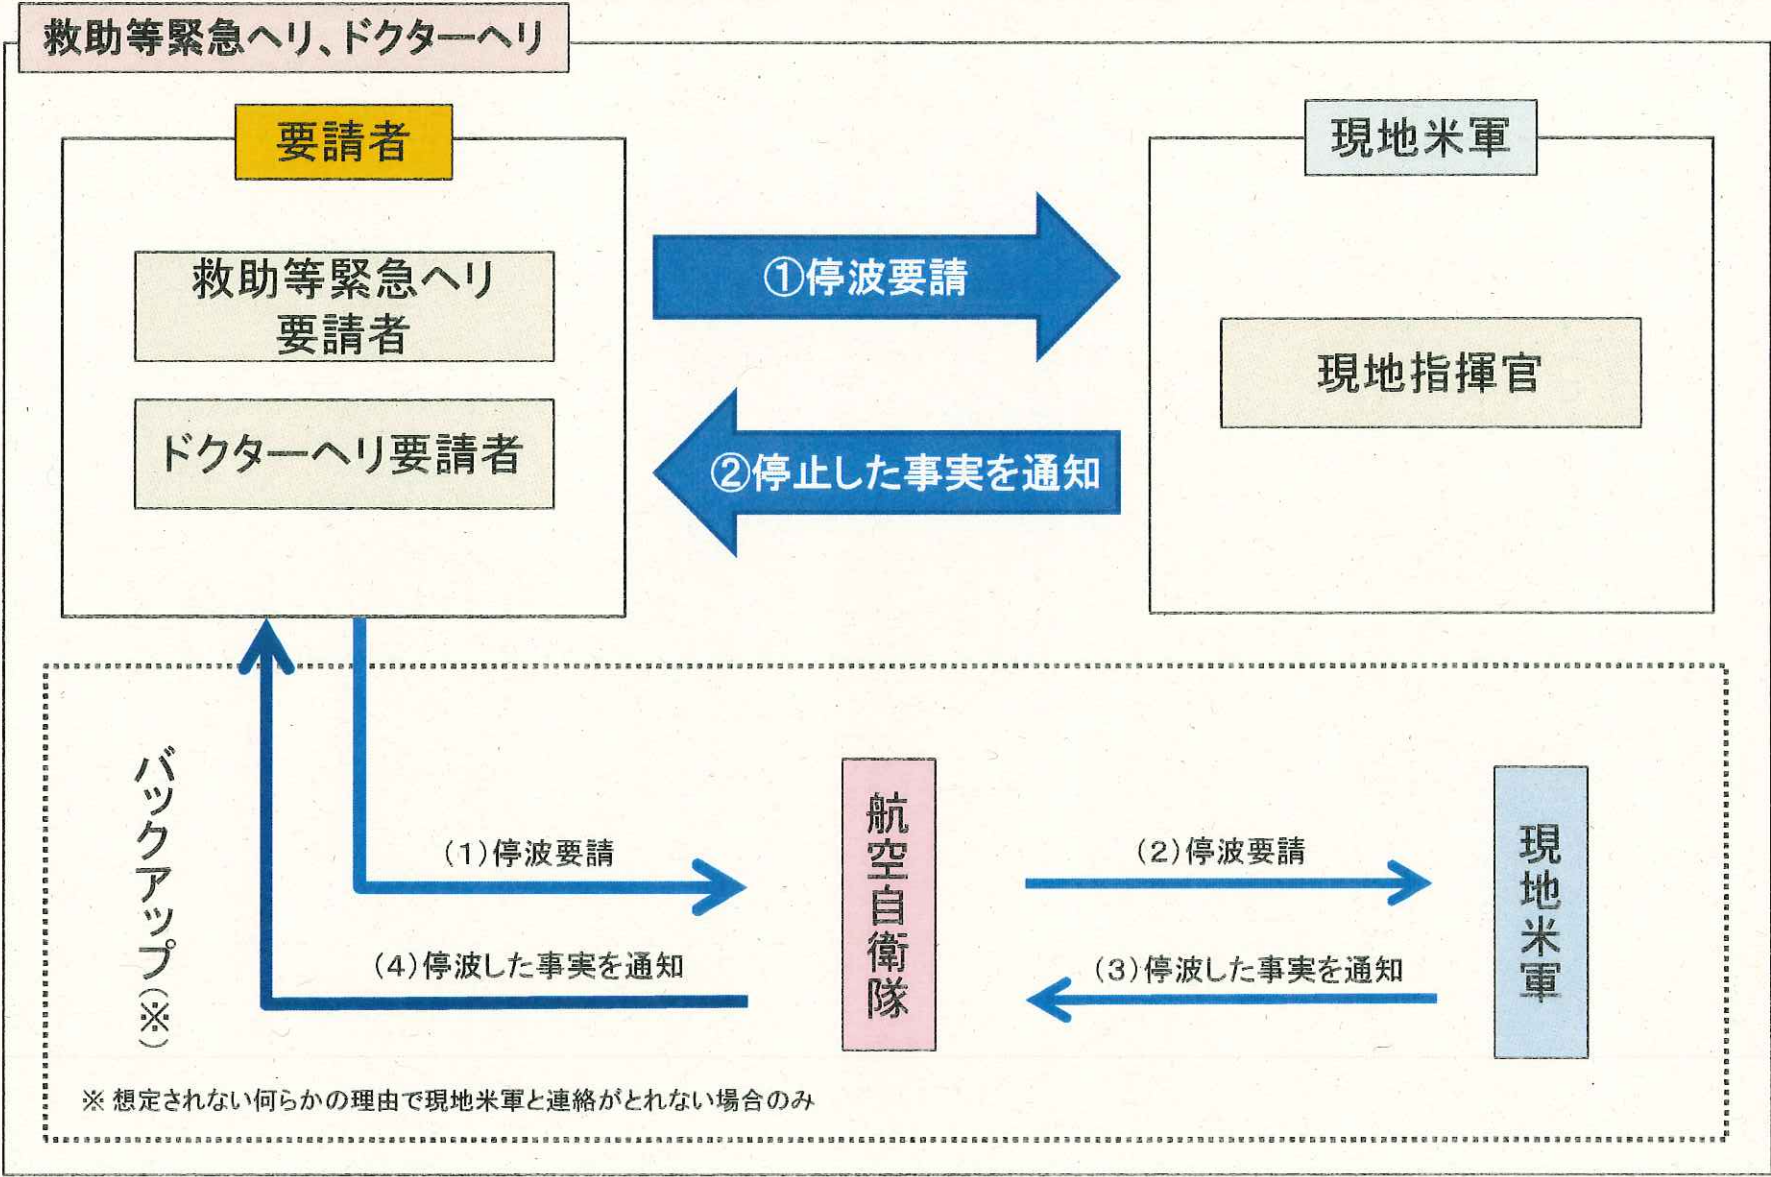 救助等緊急ヘリ、ドクターヘリ
要請者
現地米軍
救助等緊急ヘリ
要請者
ドクターヘリ要請者
①停波要請
②停止した事実を通知
現地指揮官
バックアップ(※)
(1)停波要請
(4)停波した事実を通知
航空自衛隊
(2)停波要請
(3)停波した事実を通知
現地米軍
※ 想定されない何らかの理由で現地米軍と連絡がとれない場合のみ